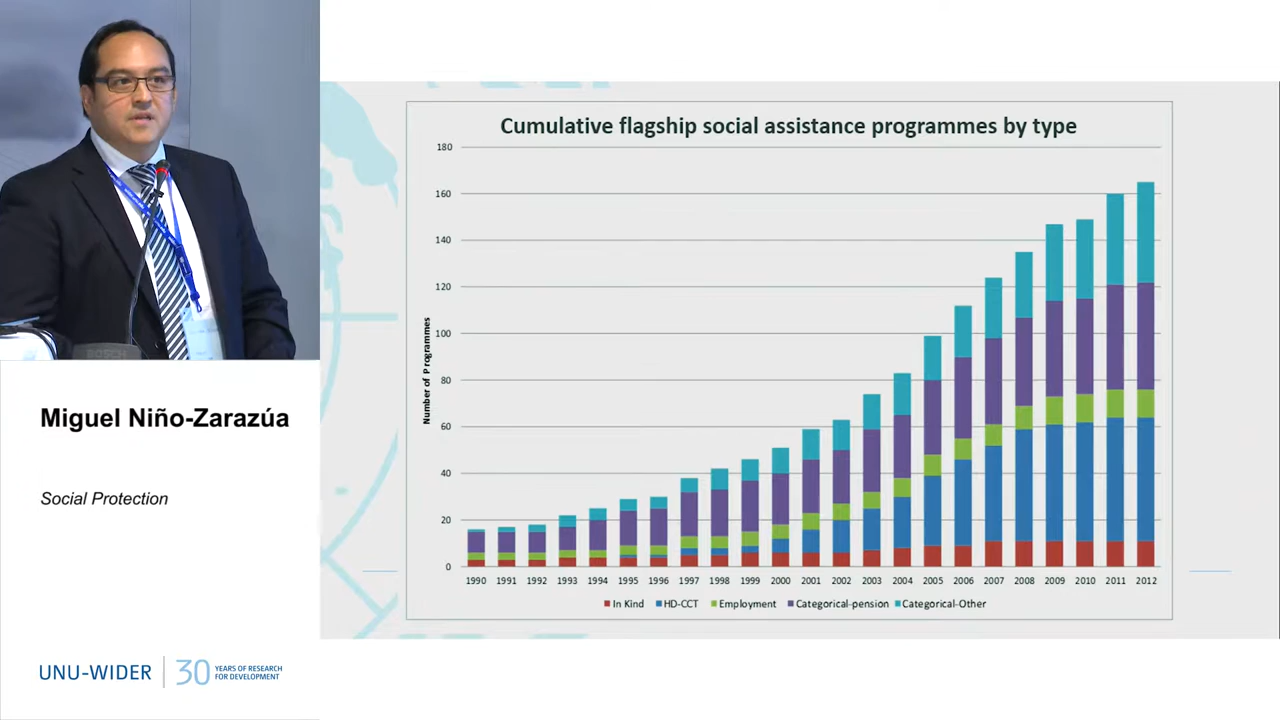 Cumulative flagship social assistance programmes by type
180
160
140
120
100
80
60
40
20
0
Number of Programmes
1990 1991 1992 1993 1994 1995 1996 1997 1998 1999 2000 2001 2002 2003 2004 2005 2006 2007 2008 2009 2010 2011 2012
In Kind HD-CCT Employment Categorical-pension Categorical-Other
BOSCH
Miguel Niño-Zarazúa
Social Protection
UNU-WIDER
30 YEARS OF RESEARCH
FOR DEVELOPMENT